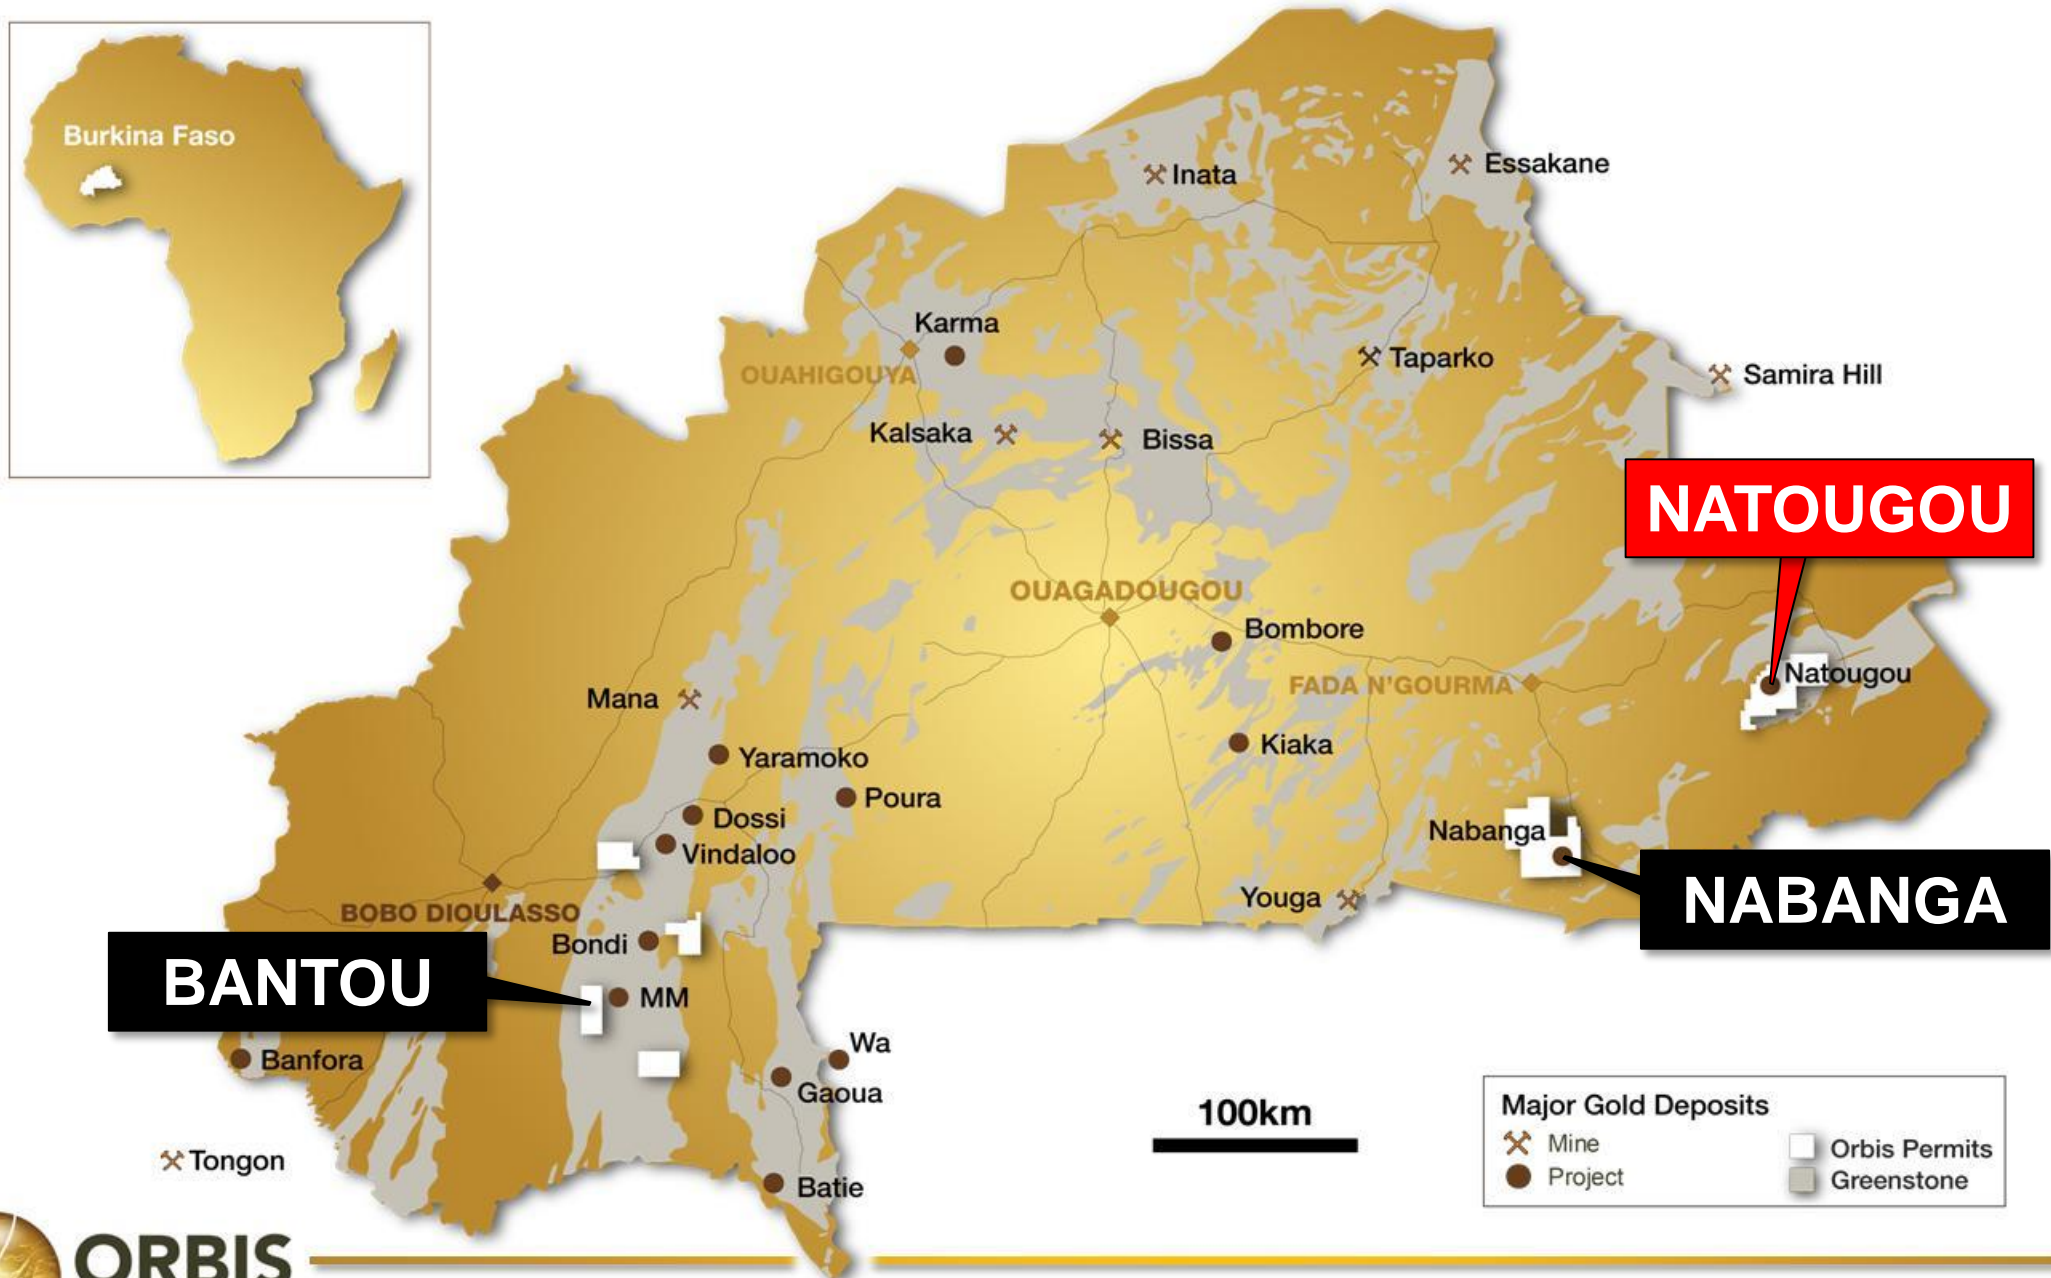 Burkina Faso
Inata
Essakane
Karma
OUAHIGOUYA
Taparko
Samira Hill
Kalsaka
Bissa
NATOUGOU
OUAGADOUGOU
Bombore
FADA N'GOURMA
Natougou
Mana
Yaramoko
Kiaka
Poura
Dossi
Vindaloo
Nabanga
NABANGA
Youga
BOBO DIOULASSO
Bondi
BANTOU
MM
Banfora
Wa
Gaoua
Tongon
Batie
100km
Major Gold Deposits
Mine
Project
Orbis Permits
Greenstone
ORBIS